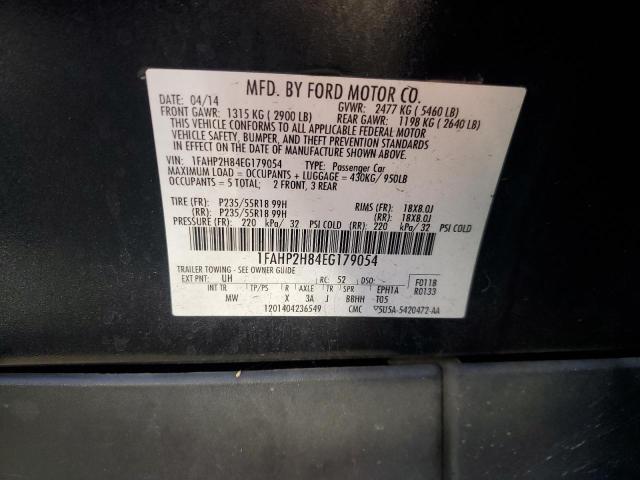 MFD. BY FORD MOTOR CO.
DATE: 04/14 GVWR: 2477 KG ( 5460 LB)
FRONT GAWR: 1315 KG ( 2900 LB) REAR GAWR: 1198 KG ( 2640 LB)
THIS VEHICLE CONFORMS TO ALL APPLICABLE FEDERAL MOTOR
VEHICLE SAFETY, BUMPER, AND THEFT PREVENTION STANDARDS
IN EFFECT ON THE DATE OF MANUFACTURE SHOWN ABOVE.
VIN: 1FAHP2H84EG179054 TYPE: Passenger Car
MAXIMUM LOAD = OCCUPANTS + LUGGAGE = 430KG/ 950LB
OCCUPANTS = 5 TOTAL; 2 FRONT, 3 REAR
TIRE (FR): P235/55R18 99H RIMS (FR): 18X8.0J
(RR): P235/55R18 99H (RR): 18X8.0J
PRESSURE (FR): 220 kPa/ 32 PSI COLD (RR): 220 kPa/ 32 PSI COLD
1FAHP2H84EG179054
TRAILER TOWING - SEE OWNER GUIDE
EXT PNT: UH RC: 52 DSO: F0118
INT TR TP/PS R AXLE TR SPR EPH1A R0133
MW X 3A J BBHH T05
1201404236549 CMC 5U5A-5420472-AA